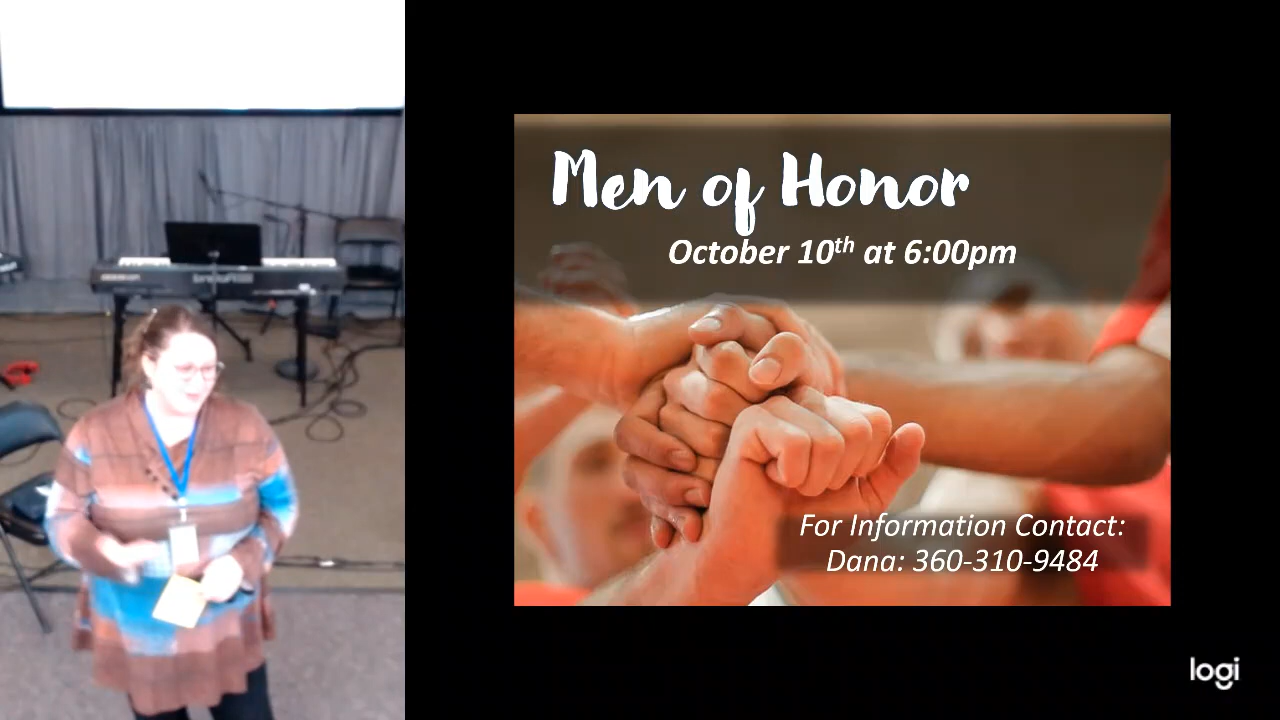 Men of Honor
October 10th at 6:00pm
For Information Contact:
Dana: 360-310-9484
logi